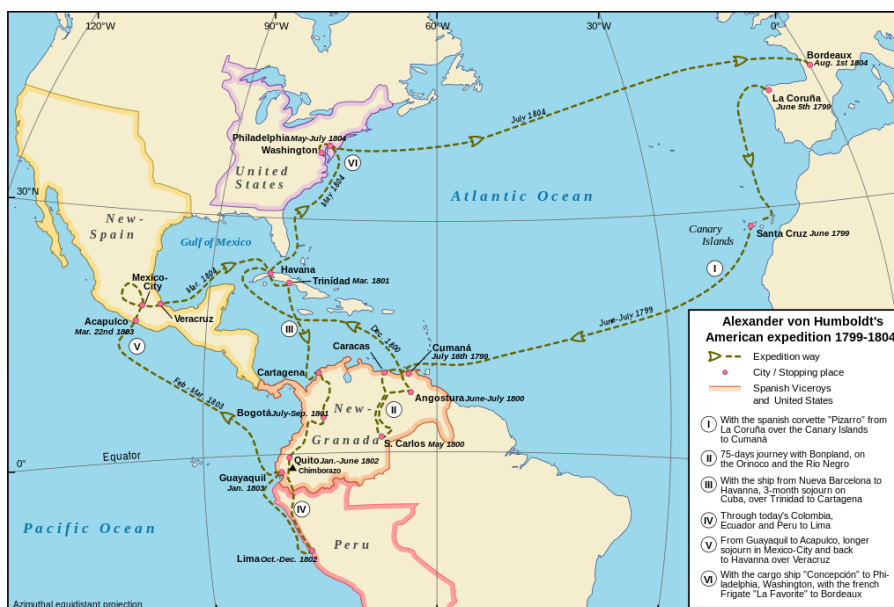 120°W
90°W
60°W
30°W
0°
Bordeaux
Aug. 1st 1804
La Coruña
June 5th 1799
July 1804
Philadelphia May-July 1804
Washington
VI
United
States
May 1804
Atlantic Ocean
30°N
New-
Spain
Gulf of Mexico
Canary
Islands
Santa Cruz June 1799
I
Mexico-
City
Mar. 1804
Havana
Trinídad Mar. 1801
Veracruz
Acapulco
Mar. 22nd 1803
V
III
Dec. 1800
June-July 1799
Caracas
Cumaná
July 16th 1799
Cartagena
Feb.-Mar. 1803
Angostura June-July 1800
II
Bogotá July-Sep. 1801
New-
Granada
S. Carlos May 1800
Equator
0°
Quito Jan.-June 1802
Chimborazo
Guayaquil
Jan. 1803
IV
Pacific Ocean
Peru
Lima Oct.-Dec. 1802
Azimuthal equidistant projection
Alexander von Humboldt's
American expedition 1799-1804
Expedition way
City / Stopping place
Spanish Viceroys
and United States
I With the spanish corvette "Pizarro" from
La Coruña over the Canary Islands
to Cumaná
II 75-days journey with Bonpland, on
the Orinoco and the Rio Negro
III With the ship from Nueva Barcelona to
Havanna, 3-month sojourn on
Cuba, over Trinidad to Cartagena
IV Through today's Colombia,
Ecuador and Peru to Lima
V From Guayaquil to Acapulco, longer
sojourn in Mexico-City and back
to Havanna over Veracruz
VI With the cargo ship "Concepción" to Phi-
ladelphia, Washington, with the french
Frigate "La Favorite" to Bordeaux